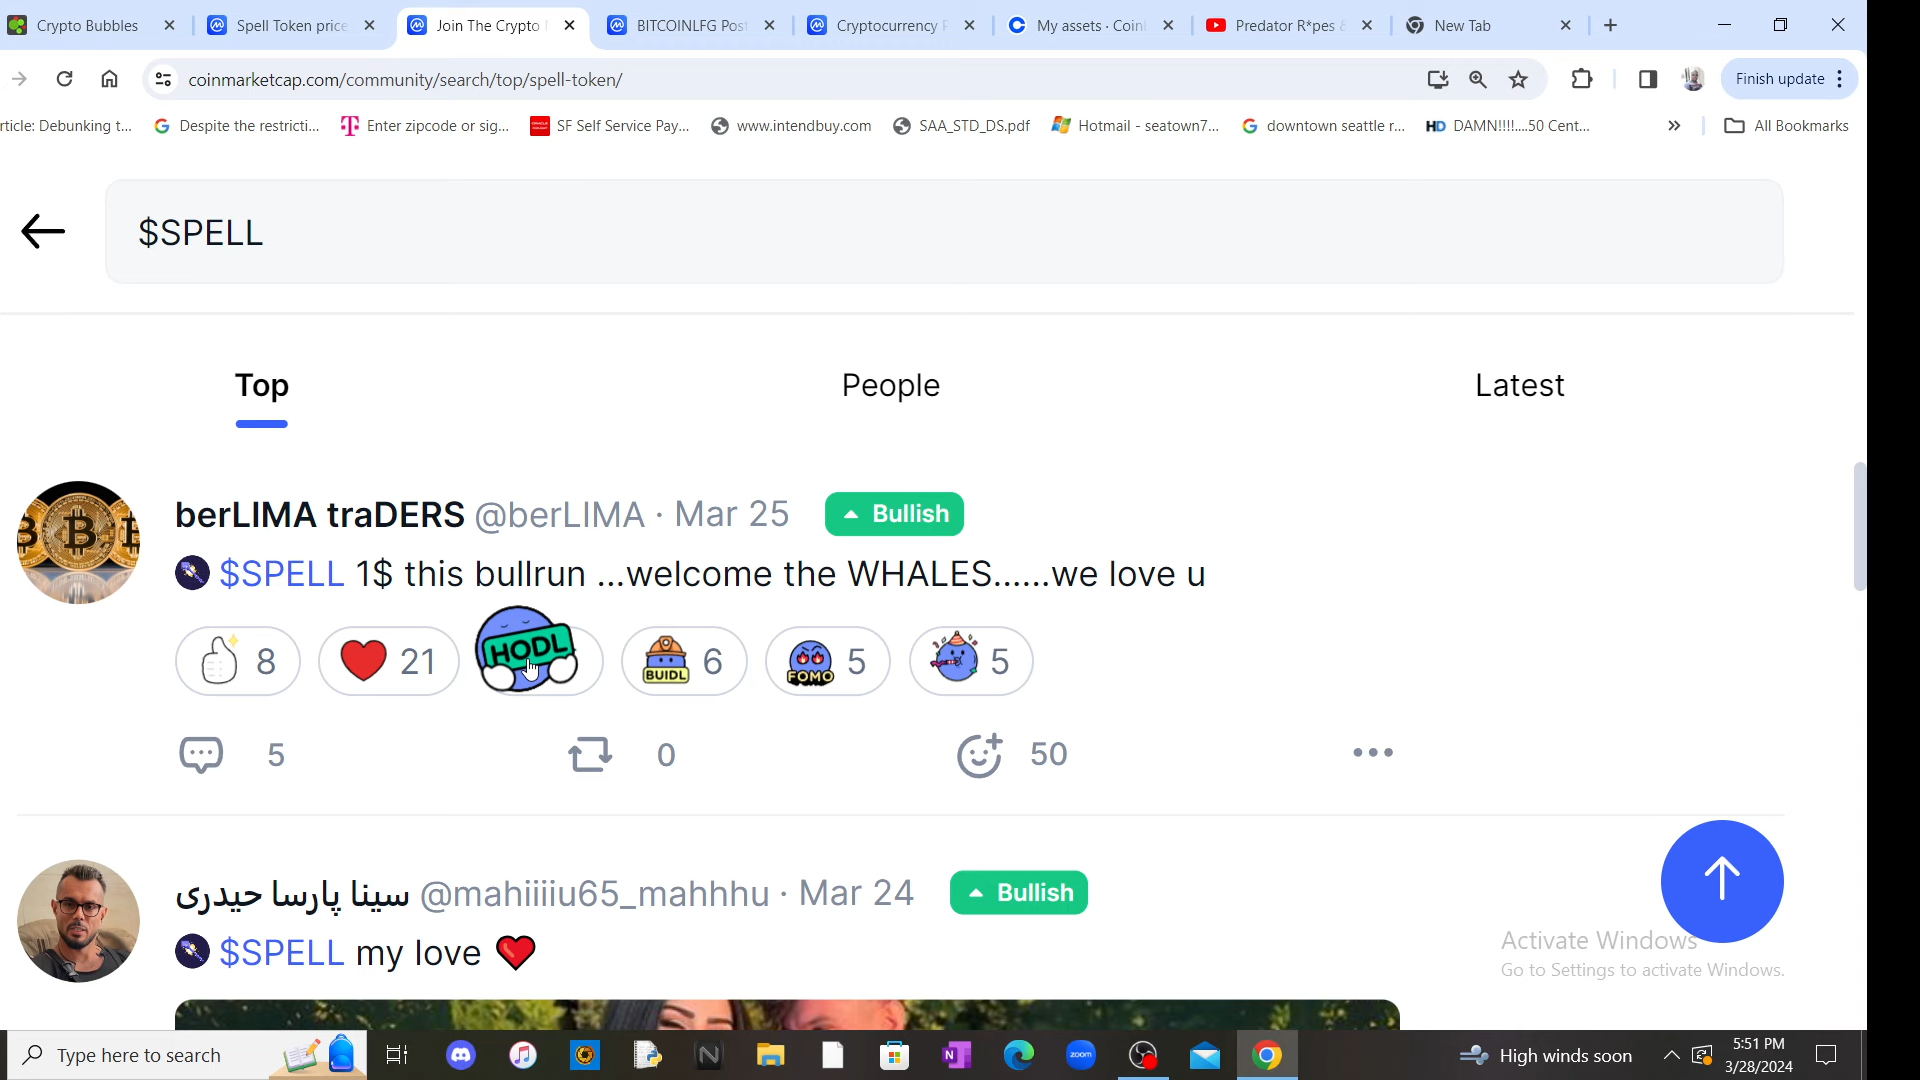 Crypto Bubbles
Spell Token price
Join The Crypto
BITCOINLFG Pos
Cryptocurrency P
My assets · Coin
Predator R*pes &
New Tab
coinmarketcap.com/community/search/top/spell-token/
Finish update
rticle: Debunking t...
Despite the restricti...
Enter zipcode or sig...
SF Self Service Pay...
www.intendbuy.com
SAA_STD_DS.pdf
Hotmail - seatown7...
downtown seattle r...
HD DAMN!!!!....50 Cent...
All Bookmarks
$SPELL
Top
People
Latest
berLIMA traDERS @berLIMA · Mar 25 Bullish
$SPELL 1$ this bullrun ...welcome the WHALES......we love u
8
21
HODL
BUIDL 6
FOMO 5
5
5
0
50
سینا پارسا حیدری @mahiiiiu65_mahhhu · Mar 24 Bullish
$SPELL my love ❤️
Activate Windows
Go to Settings to activate Windows.
Type here to search
zoom
High winds soon
5:51 PM
3/28/2024